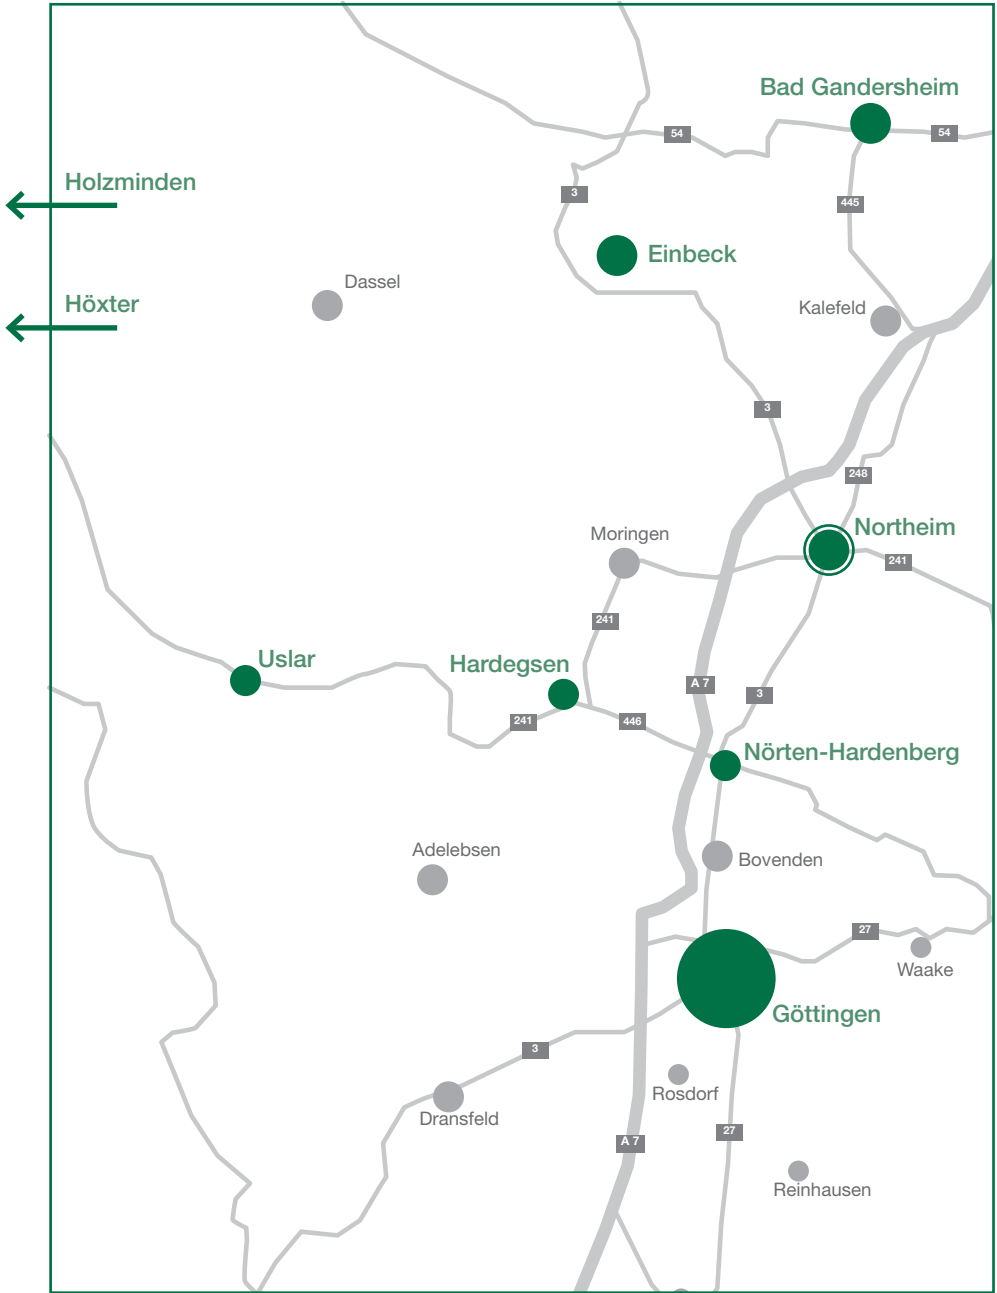 Bad Gandersheim
54
54
Holzminden
3
445
Einbeck
Dassel
Höxter
Kalefeld
3
248
Northeim
Moringen
241
241
Uslar
Hardegsen
A 7
3
241
446
Nörten-Hardenberg
Adelebsen
Bovenden
27
Waake
Göttingen
3
Rosdorf
Dransfeld
27
A 7
Reinhausen